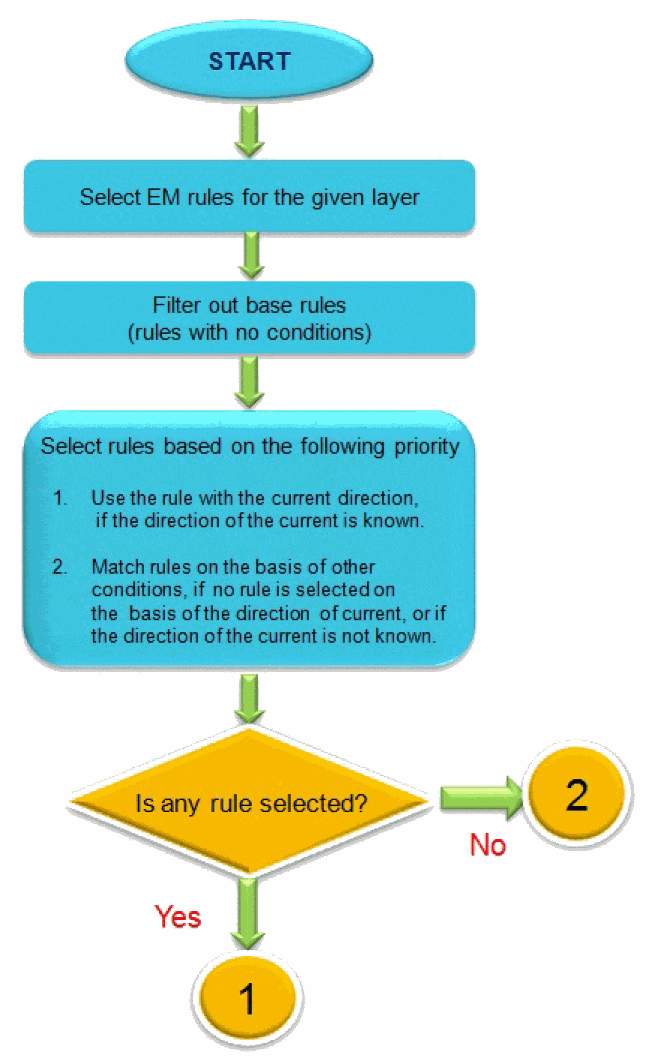 START
Select EM rules for the given layer
Filter out base rules
(rules with no conditions)
Select rules based on the following priority
1. Use the rule with the current direction,
if the direction of the current is known.
2. Match rules on the basis of other
conditions, if no rule is selected on
the basis of the direction of current, or if
the direction of the current is not known.
Is any rule selected?
2
No
Yes
1